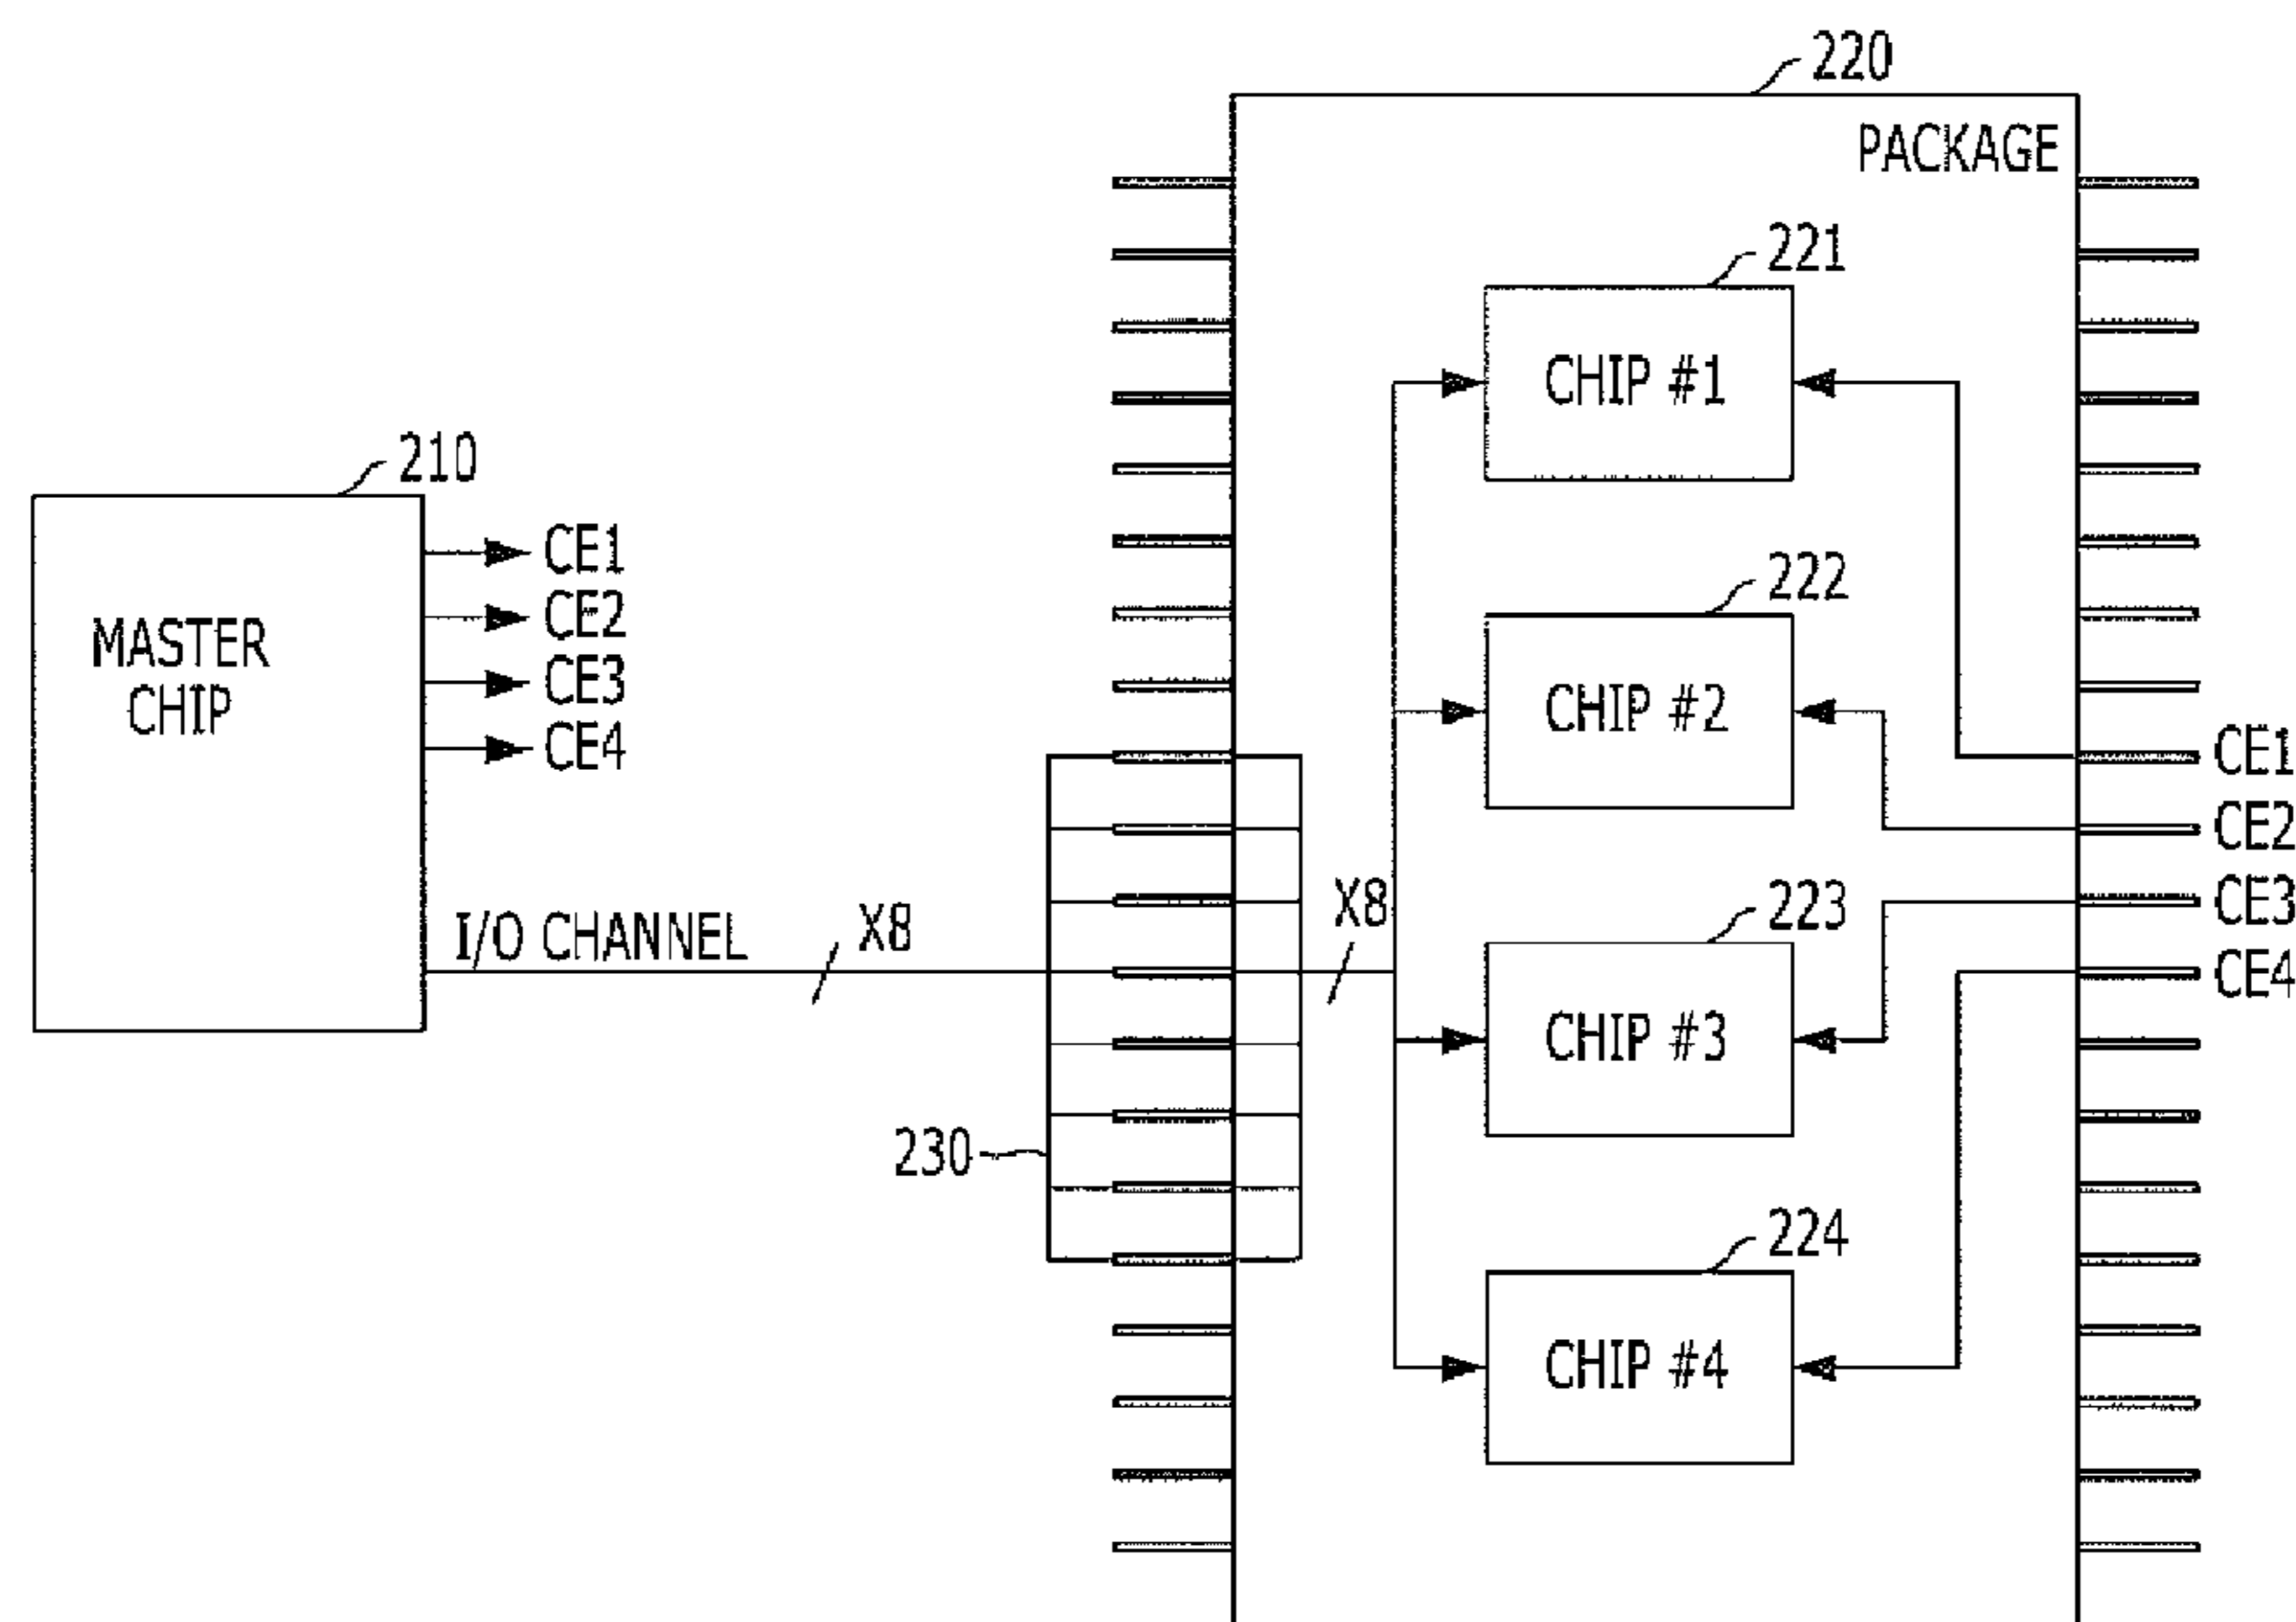 220
PACKAGE
221
CHIP #1
210
MASTER
CHIP
CE1
CE2
CE3
CE4
222
CHIP #2
CE1
CE2
CE3
CE4
I/O CHANNEL
X8
X8
223
CHIP #3
230
224
CHIP #4